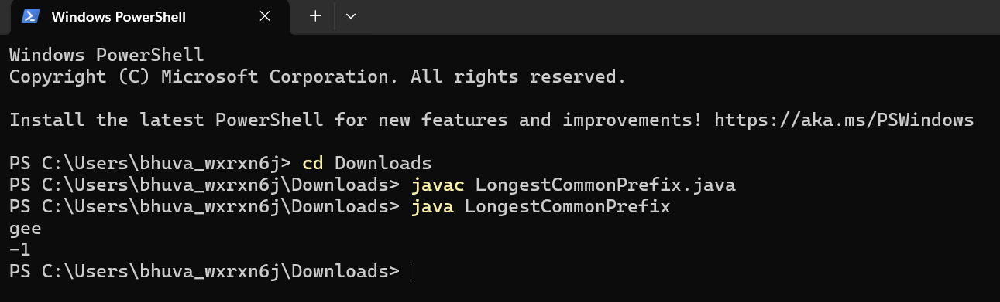 Windows PowerShell
Windows PowerShell
Copyright (C) Microsoft Corporation. All rights reserved.
Install the latest PowerShell for new features and improvements! https://aka.ms/PSWindows
PS C:\Users\bhuva_wxrxn6j> cd Downloads
PS C:\Users\bhuva_wxrxn6j\Downloads> javac LongestCommonPrefix.java
PS C:\Users\bhuva_wxrxn6j\Downloads> java LongestCommonPrefix
gee
-1
PS C:\Users\bhuva_wxrxn6j\Downloads>